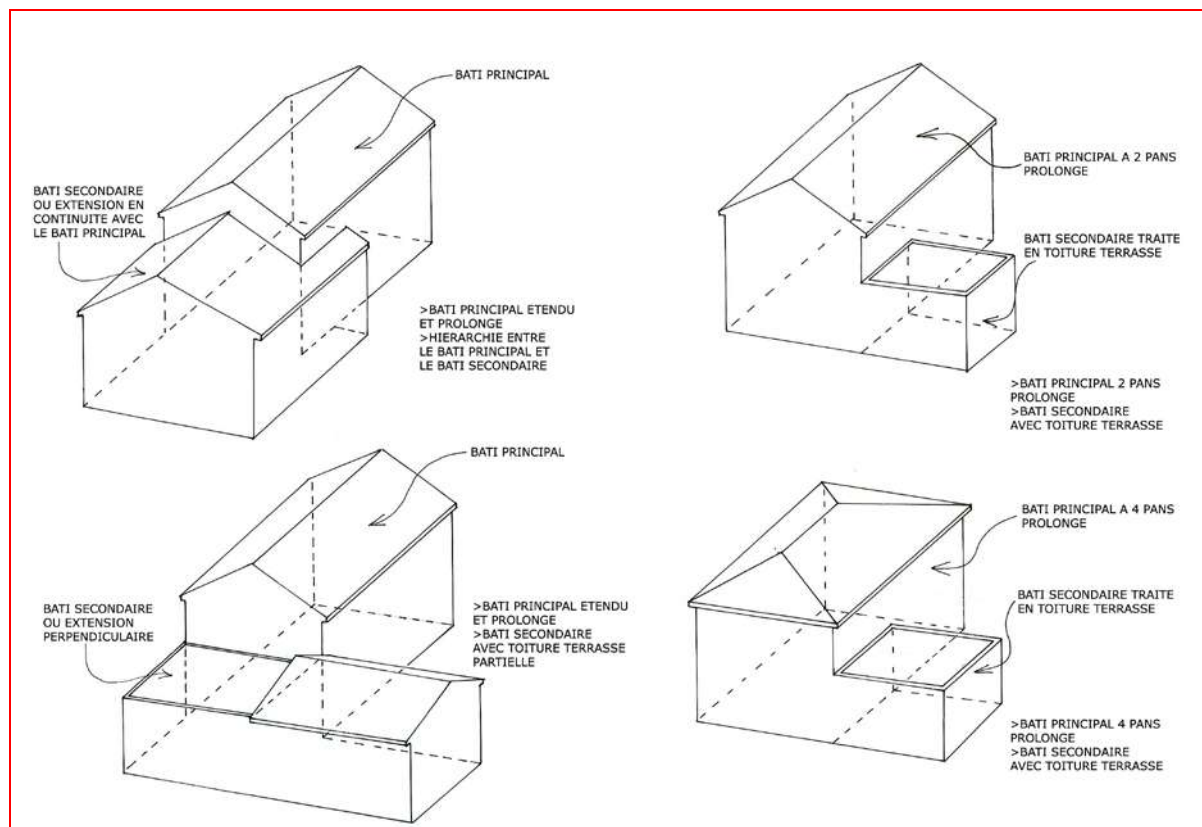 BATI PRINCIPAL
BATI SECONDAIRE
OU EXTENSION EN
CONTINUITE AVEC
LE BATI PRINCIPAL
>BATI PRINCIPAL ETENDU
ET PROLONGE
>HIERARCHIE ENTRE
LE BATI PRINCIPAL ET
LE BATI SECONDAIRE
BATI PRINCIPAL A 2 PANS
PROLONGE
BATI SECONDAIRE TRAITE
EN TOITURE TERRASSE
>BATI PRINCIPAL 2 PANS
PROLONGE
>BATI SECONDAIRE
AVEC TOITURE TERRASSE
BATI PRINCIPAL
BATI SECONDAIRE
OU EXTENSION
PERPENDICULAIRE
>BATI PRINCIPAL ETENDU
ET PROLONGE
>BATI SECONDAIRE
AVEC TOITURE TERRASSE
PARTIELLE
BATI PRINCIPAL A 4 PANS
PROLONGE
BATI SECONDAIRE TRAITE
EN TOITURE TERRASSE
>BATI PRINCIPAL 4 PANS
PROLONGE
>BATI SECONDAIRE
AVEC TOITURE TERRASSE